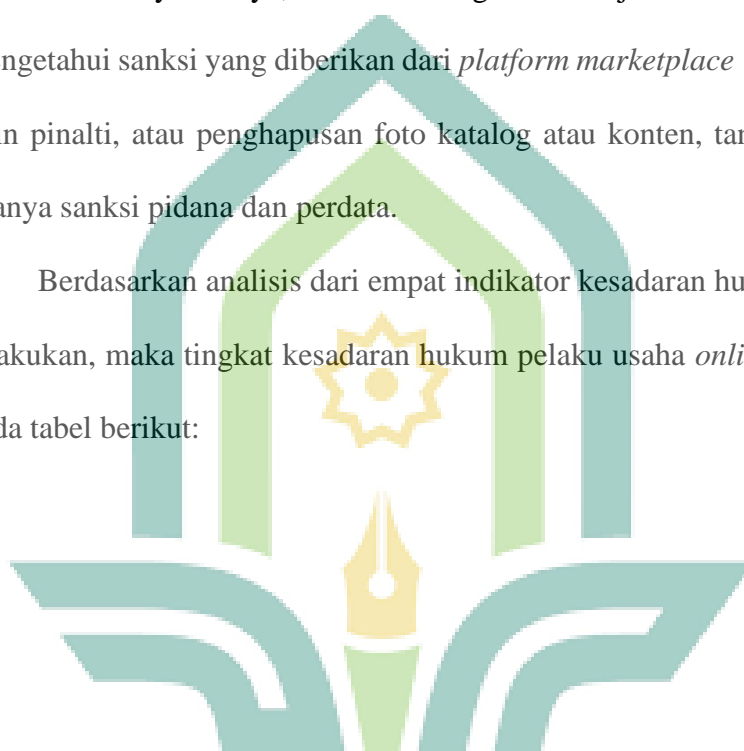 ngetahui sanksi yang diberikan dari platform marketplace
in pinalti, atau penghapusan foto katalog atau konten, tan
anya sanksi pidana dan perdata.
Berdasarkan analisis dari empat indikator kesadaran hu
akukan, maka tingkat kesadaran hukum pelaku usaha onli
da tabel berikut: